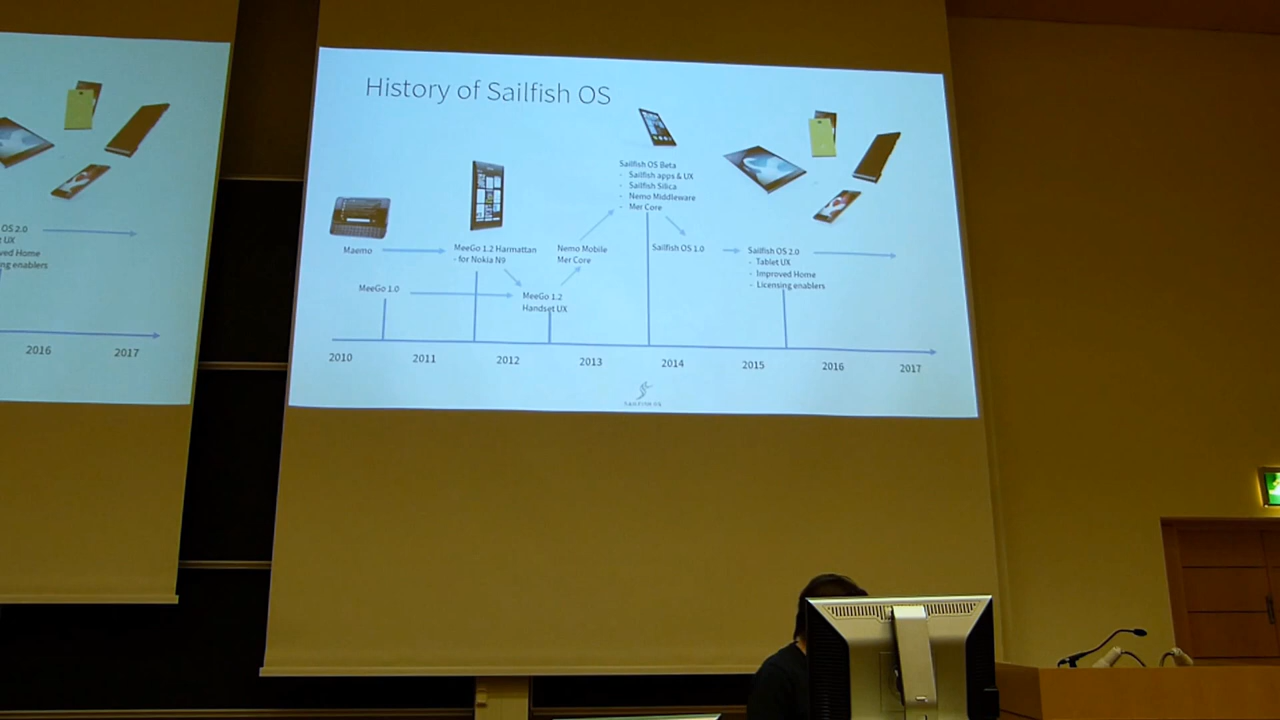 OS 2.0
t UX
ved Home
ng enablers
2016 2017
History of Sailfish OS
Sailfish OS Beta
- Sailfish apps & UX
- Sailfish Silica
- Nemo Middleware
- Mer Core
Maemo
MeeGo 1.2 Harmattan
- for Nokia N9
Nemo Mobile
Mer Core
Sailfish OS 1.0
Sailfish OS 2.0
- Tablet UX
- Improved Home
- Licensing enablers
MeeGo 1.0
MeeGo 1.2
Handset UX
2010 2011 2012 2013 2014 2015 2016 2017
SAILFISH OS